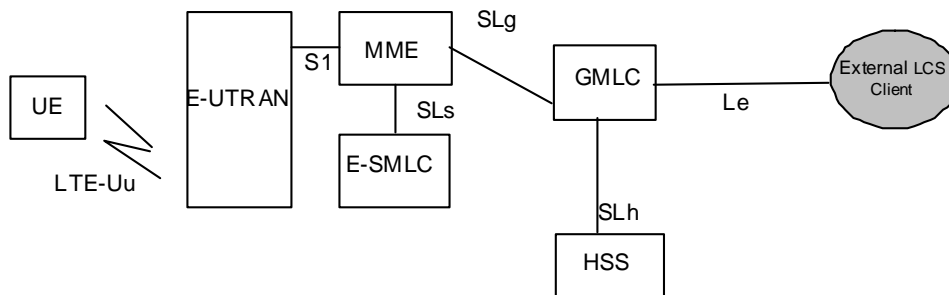 SLg
MME
S1
GMLC
External LCS
Client
UE
E-UTRAN
Le
SLs
E-SMLC
LTE-Uu
SLh
HSS